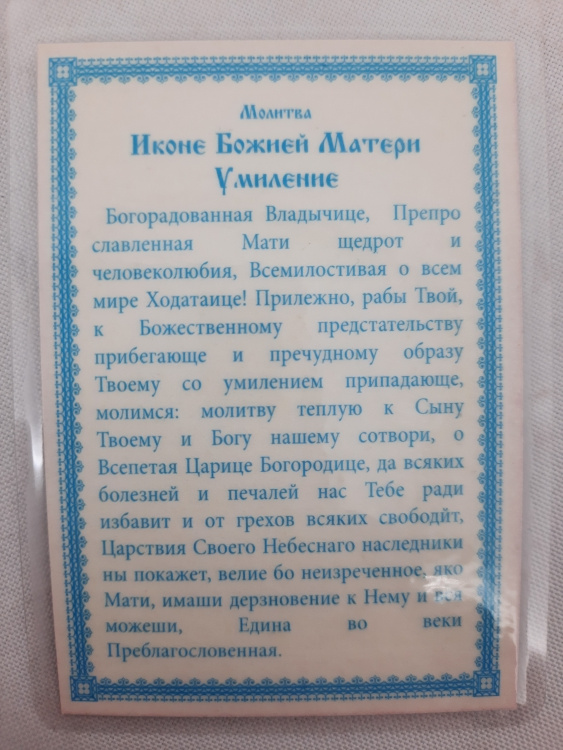 Молитва
Иконе Божией Матери
Умиление
Богорадованная Владычице, Препро
славленная Мати щедрот и
человеколюбия, Всемилостивая о всем
мире Ходатаице! Прилежно, рабы Твой,
к Божественному предстательству
прибегающе и пречудному образу
Твоему со умилением припадающе,
молимся: молитву теплую к Сыну
Твоему и Богу нашему сотвори, о
Всепетая Царице Богородице, да всяких
болезней и печалей нас Тебе ради
избавит и от грехов всяких свободйт,
Царствия Своего Небеснаго наследники
ны покажет, велие бо неизреченное, яко
Мати, имаши дерзновение к Нему и вся
можеши, Едина во веки
Преблагословенная.